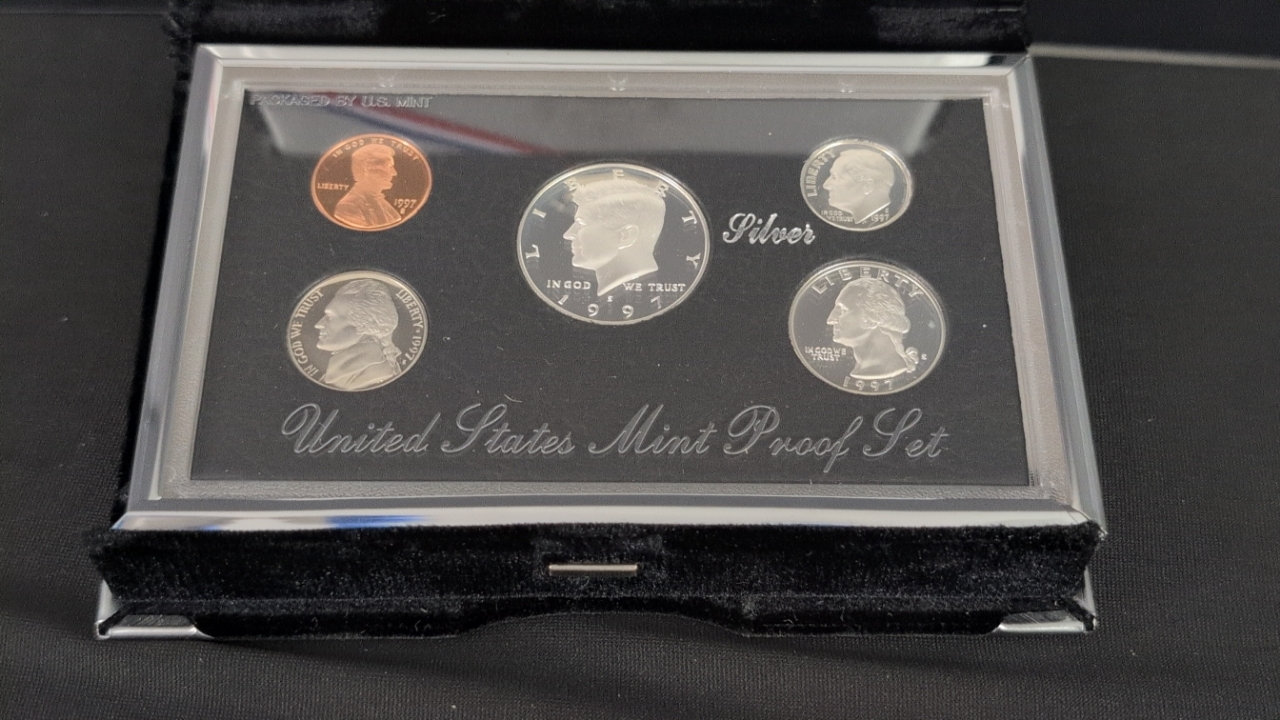 PACKAGED BY U.S. MINT
IN GOD WE TRUST
LIBERTY
1997
S
LIBERTY
IN GOD WE TRUST
1997
Silver
LIBERTY
IN GOD
WE TRUST
1997
IN GOD WE TRUST
LIBERTY · 1997
LIBERTY
IN GOD WE
TRUST
1997
United States Mint Proof Set